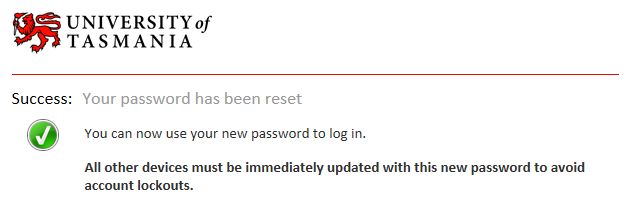 UNIVERSITY of
TASMANIA
Success: Your password has been reset
You can now use your new password to log in.
All other devices must be immediately updated with this new password to avoid
account lockouts.